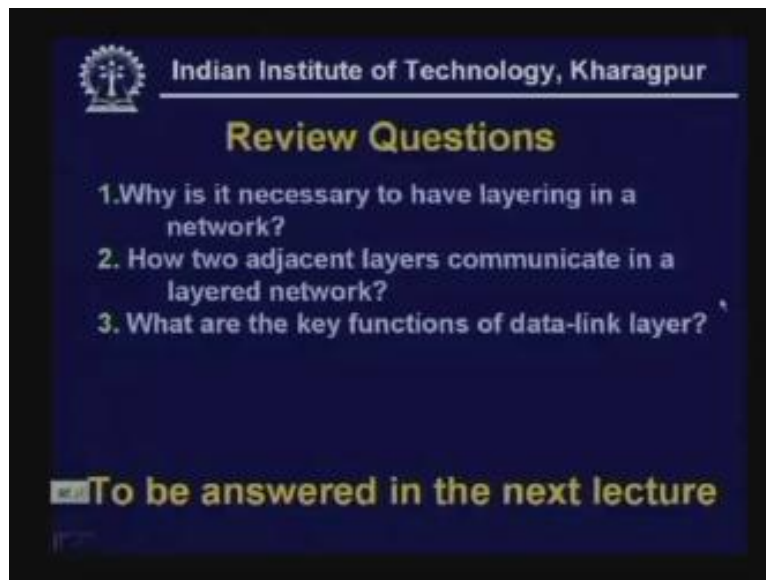 Indian Institute of Technology, Kharagpur
Review Questions
1.Why is it necessary to have layering in a
network?
2. How two adjacent layers communicate in a
layered network?
3. What are the key functions of data-link layer?
To be answered in the next lecture